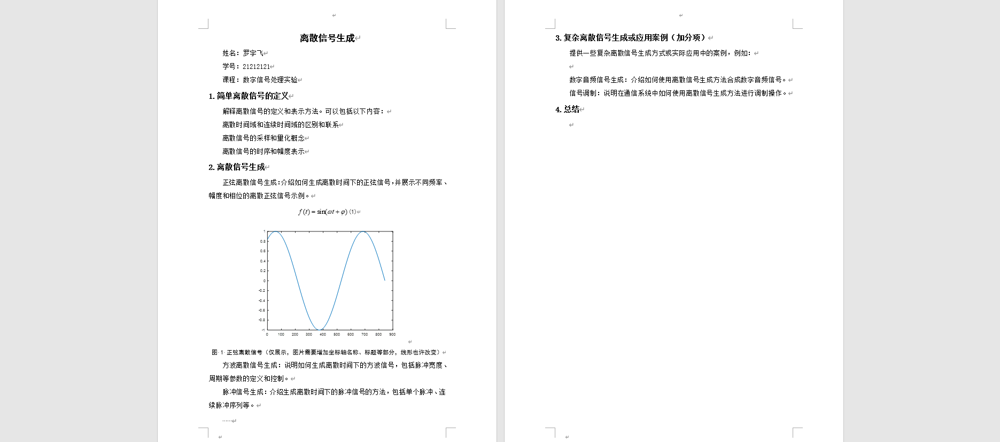 离散信号生成
姓名：罗宇飞
学号：21212121
课程：数字信号处理实验
1.简单离散信号的定义
解释离散信号的定义和表示方法。可以包括以下内容：
离散时间域和连续时间域的区别和联系
离散信号的采样和量化概念
离散信号的时序和幅度表示
2.离散信号生成
正弦离散信号生成：介绍如何生成离散时间下的正弦信号，并展示不同频率、
幅度和相位的离散正弦信号示例。
f(t)=sin(ωt+φ) (1)
1
0.8
0.6
0.4
0.2
0
-0.2
-0.4
-0.6
-0.8
-1
0 100 200 300 400 500 600 700 800 900
图 1 正弦离散信号（仅展示，图片需要增加坐标轴名称、标题等部分，线形也许改变）
方波离散信号生成：说明如何生成离散时间下的方波信号，包括脉冲宽度、
周期等参数的定义和控制。
脉冲信号生成：介绍生成离散时间下的脉冲信号的方法，包括单个脉冲、连
续脉冲序列等。
……
3.复杂离散信号生成或应用案例（加分项）
提供一些复杂离散信号生成方式或实际应用中的案例，例如：
数字音频信号生成：介绍如何使用离散信号生成方法合成数字音频信号。
信号调制：说明在通信系统中如何使用离散信号生成方法进行调制操作。
4.总结